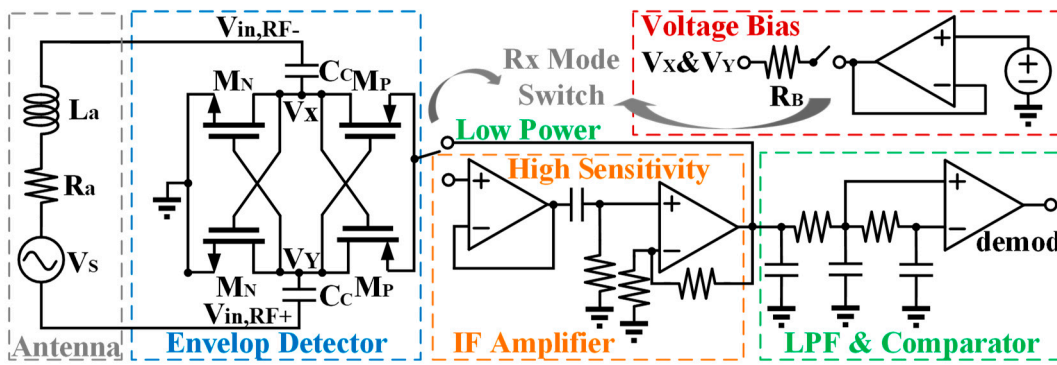 Vin,RF-
Voltage Bias
MN
CC
MP
Rx Mode
VX&VY
La
VX
Switch
RB
Low Power
Ra
High Sensitivity
VS
VY
demod
MN
CC
MP
Vin,RF+
Antenna
Envelop Detector
IF Amplifier
LPF & Comparator